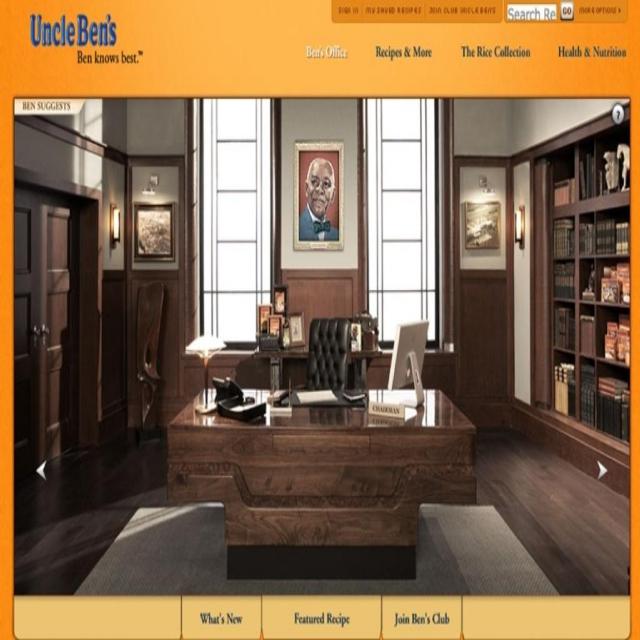 SIGN IN
MY SAVED RECIPES
JOIN CLUB UNCLE BEN'S
Search Re
GO
MORE OPTIONS >
Uncle Ben's
Ben knows best.™
Ben's Office
Recipes & More
The Rice Collection
Health & Nutrition
BEN SUGGESTS
?
CHAIRMAN
What's New
Featured Recipe
Join Ben's Club